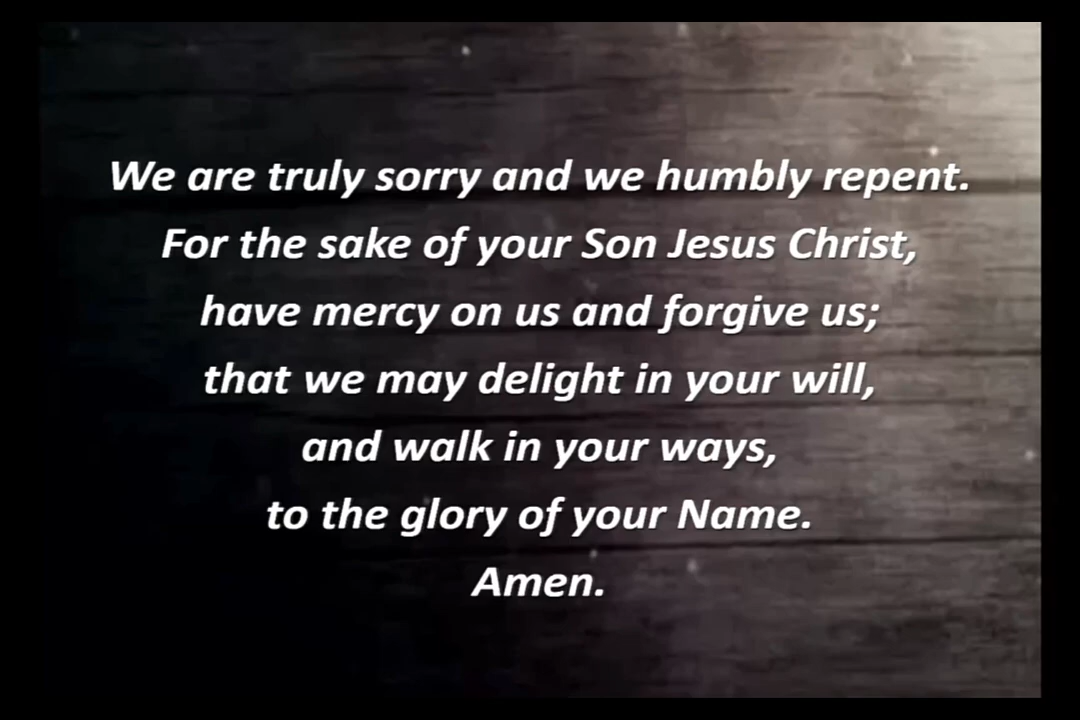 We are truly sorry and we humbly repent.
For the sake of your Son Jesus Christ,
have mercy on us and forgive us;
that we may delight in your will,
and walk in your ways,
to the glory of your Name.
Amen.